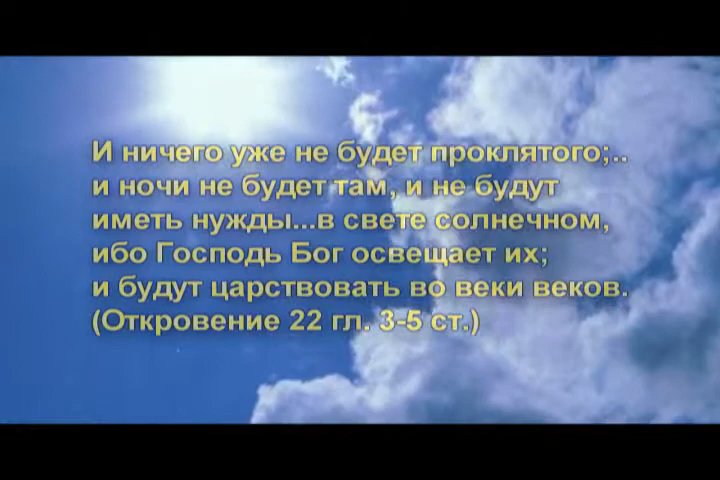 И ничего уже не будет проклятого;..
и ночи не будет там, и не будут
иметь нужды...в свете солнечном,
ибо Господь Бог освещает их;
и будут царствовать во веки веков.
(Откровение 22 гл. 3-5 ст.)